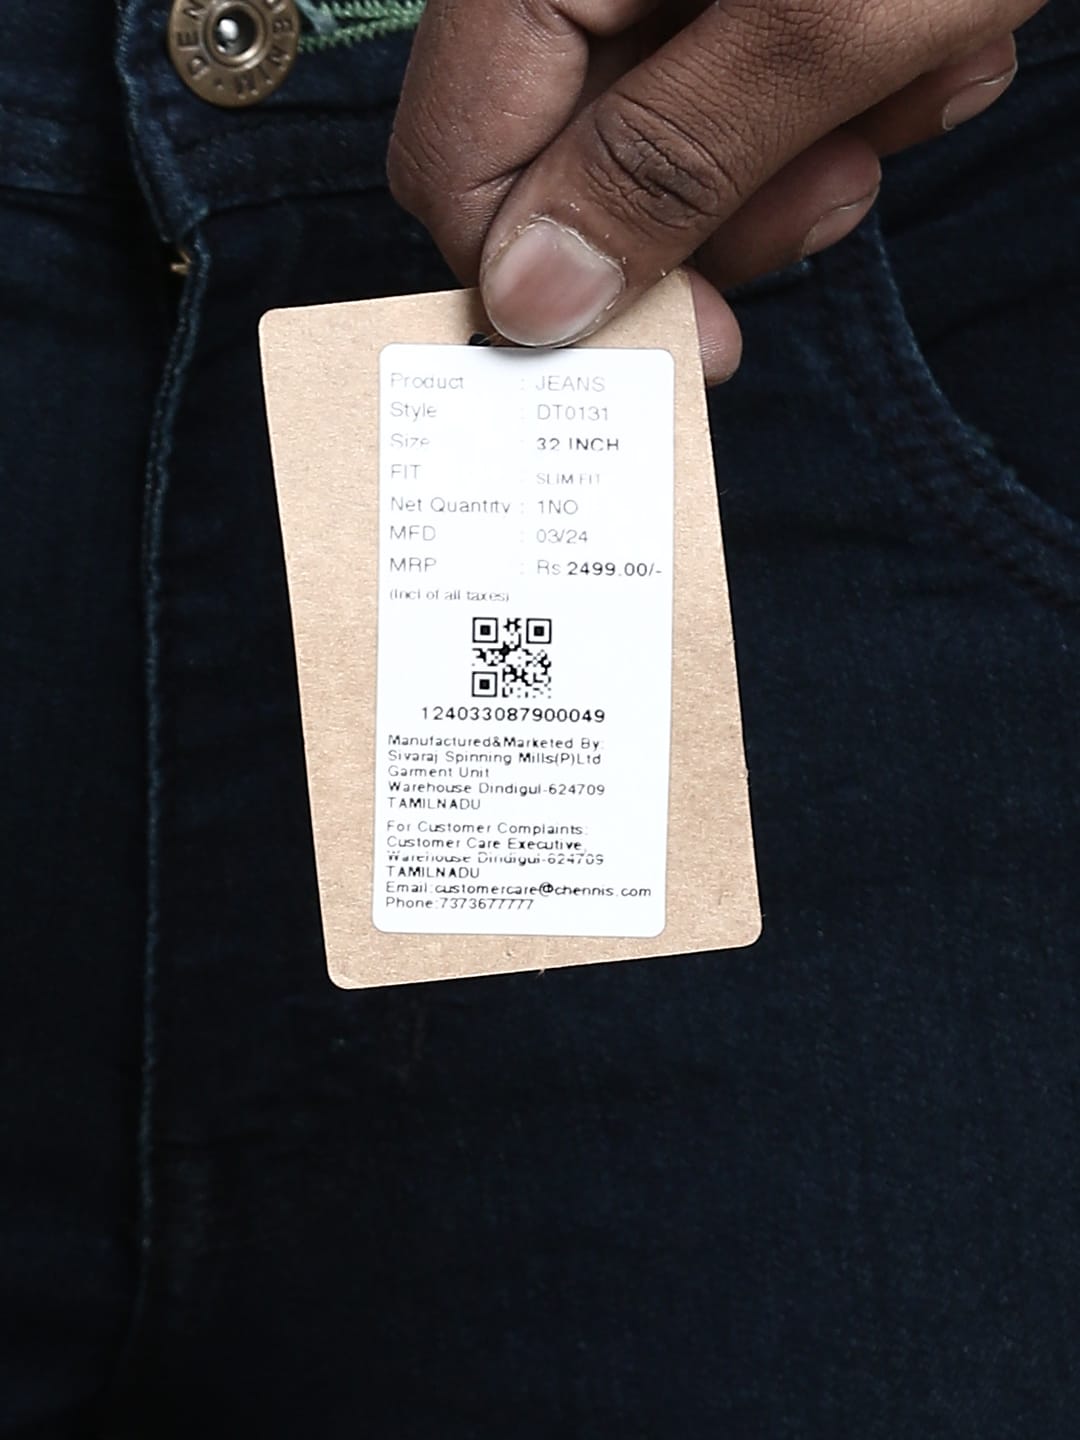 DENIM
Product : JEANS
Style : DT0131
Size : 32 INCH
FIT : SLIM FIT
Net Quantity : 1NO
MFD : 03/24
MRP : Rs 2499.00/-
(Incl of all taxes)
124033087900049
Manufactured&Marketed By:
Sivaraj Spinning Mills(P)Ltd
Garment Unit
Warehouse Dindigul-624709
TAMILNADU
For Customer Complaints:
Customer Care Executive,
Warehouse Dindigul-624709
TAMILNADU
Email:customercare@chennis.com
Phone:7373677777